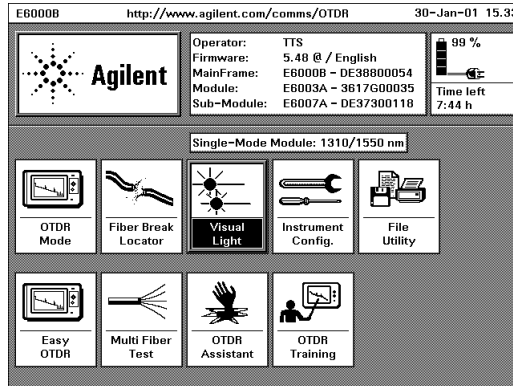 E6000B http://www.agilent.com/comms/OTDR 30-Jan-01 15.33
Agilent
Operator: TTS
Firmware: 5.48 @ / English
MainFrame: E6000B - DE38800054
Module: E6003A - 3617G00035
Sub-Module: E6007A - DE37300118
99 %
Time left
7:44 h
Single-Mode Module: 1310/1550 nm
OTDR
Mode
Fiber Break
Locator
Visual
Light
Instrument
Config.
File
Utility
Easy
OTDR
Multi Fiber
Test
OTDR
Assistant
OTDR
Training